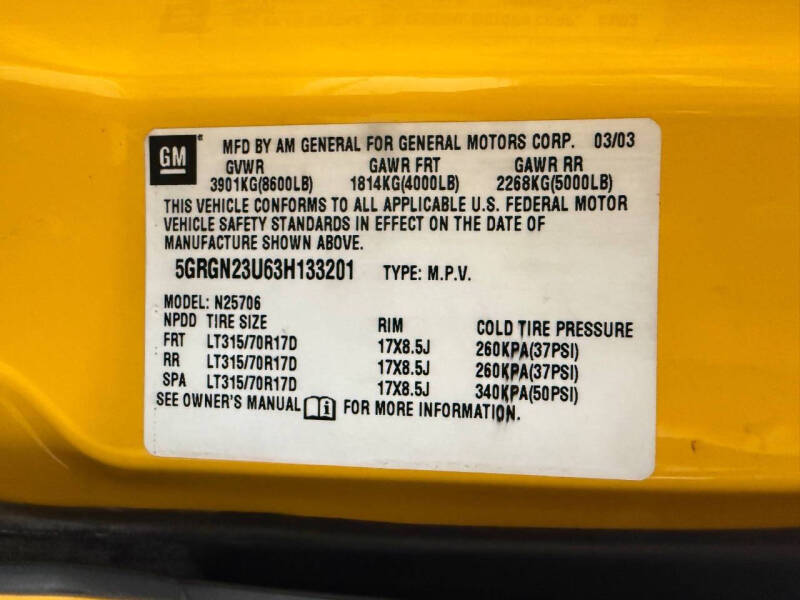 GM® MFD BY AM GENERAL FOR GENERAL MOTORS CORP. 03/03
GVWR GAWR FRT GAWR RR
3901KG(8600LB) 1814KG(4000LB) 2268KG(5000LB)
THIS VEHICLE CONFORMS TO ALL APPLICABLE U.S. FEDERAL MOTOR
VEHICLE SAFETY STANDARDS IN EFFECT ON THE DATE OF
MANUFACTURE SHOWN ABOVE.
5GRGN23U63H133201 TYPE: M.P.V.
MODEL: N25706
NPDD TIRE SIZE RIM COLD TIRE PRESSURE
FRT LT315/70R17D 17X8.5J 260KPA(37PSI)
RR LT315/70R17D 17X8.5J 260KPA(37PSI)
SPA LT315/70R17D 17X8.5J 340KPA(50PSI)
SEE OWNER'S MANUAL i FOR MORE INFORMATION.